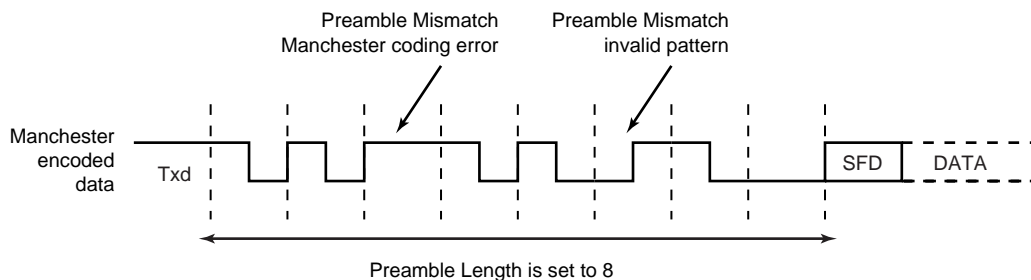 Preamble Mismatch
Manchester coding error
Preamble Mismatch
invalid pattern
Manchester
encoded
data
Txd
SFD
DATA
Preamble Length is set to 8